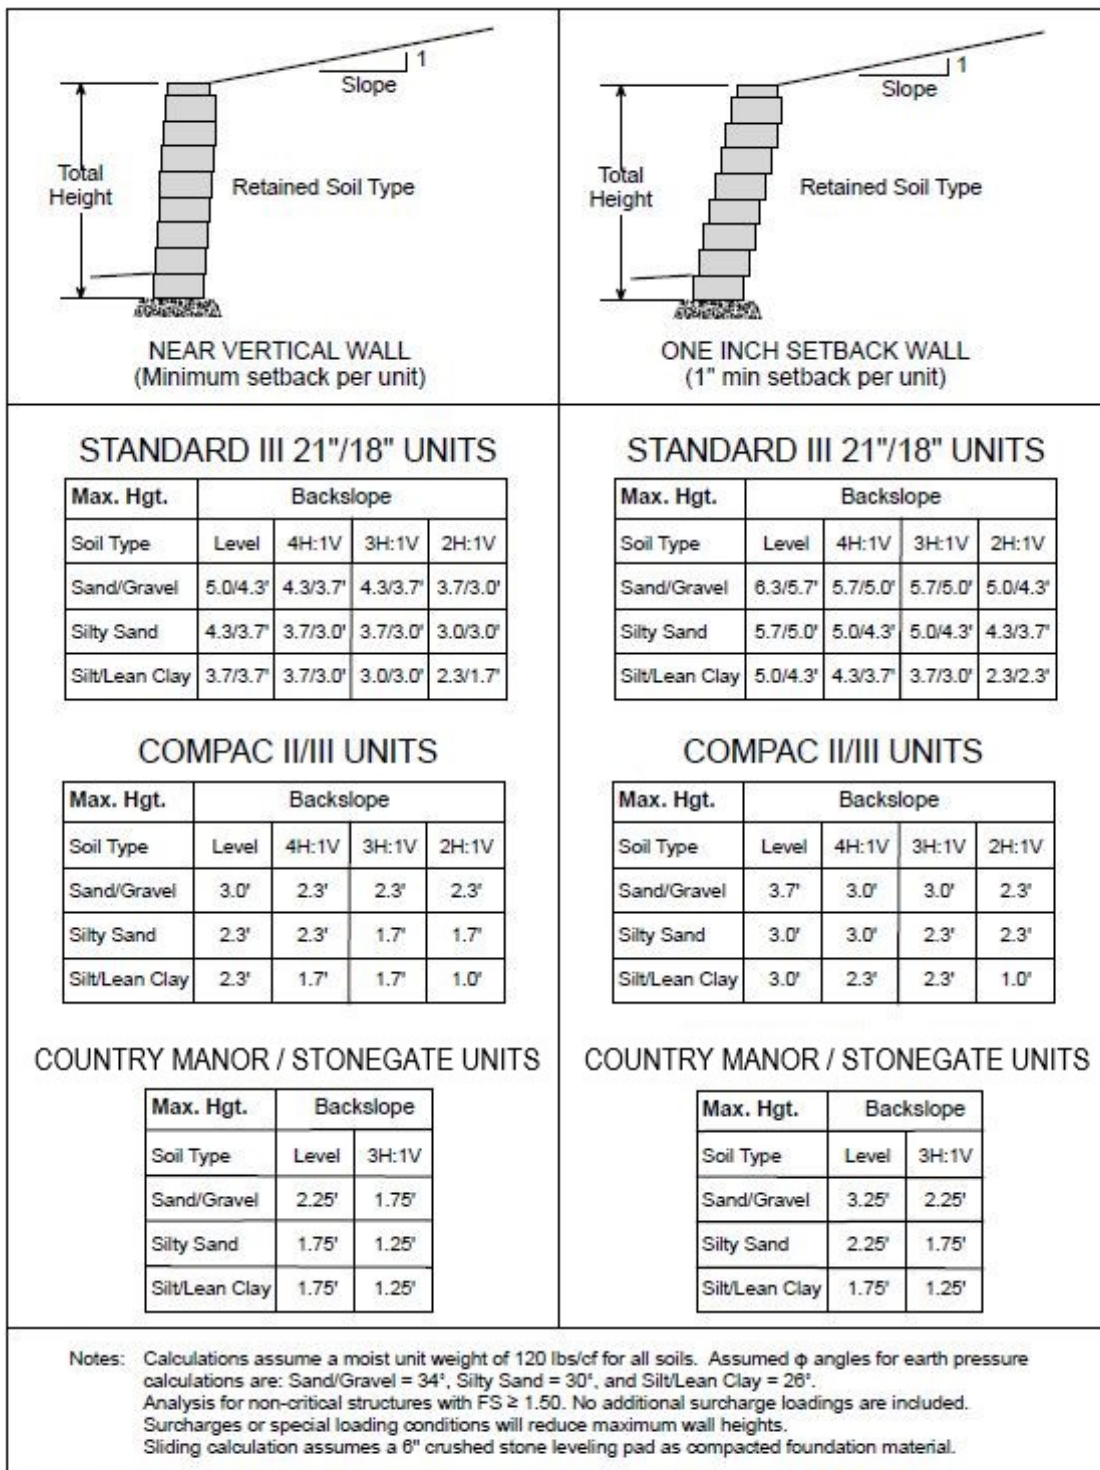 1
Slope
Total
Height
Retained Soil Type
NEAR VERTICAL WALL
(Minimum setback per unit)
1
Slope
Total
Height
Retained Soil Type
ONE INCH SETBACK WALL
(1" min setback per unit)
STANDARD III 21"/18" UNITS
Max. Hgt. Backslope
Soil Type Level 4H:1V 3H:1V 2H:1V
Sand/Gravel 5.0/4.3' 4.3/3.7' 4.3/3.7' 3.7/3.0'
Silty Sand 4.3/3.7' 3.7/3.0' 3.7/3.0' 3.0/3.0'
Silt/Lean Clay 3.7/3.7' 3.7/3.0' 3.0/3.0' 2.3/1.7'
COMPAC II/III UNITS
Max. Hgt. Backslope
Soil Type Level 4H:1V 3H:1V 2H:1V
Sand/Gravel 3.0' 2.3' 2.3' 2.3'
Silty Sand 2.3' 2.3' 1.7' 1.7'
Silt/Lean Clay 2.3' 1.7' 1.7' 1.0'
COUNTRY MANOR / STONEGATE UNITS
Max. Hgt. Backslope
Soil Type Level 3H:1V
Sand/Gravel 2.25' 1.75'
Silty Sand 1.75' 1.25'
Silt/Lean Clay 1.75' 1.25'
STANDARD III 21"/18" UNITS
Max. Hgt. Backslope
Soil Type Level 4H:1V 3H:1V 2H:1V
Sand/Gravel 6.3/5.7' 5.7/5.0' 5.7/5.0' 5.0/4.3'
Silty Sand 5.7/5.0' 5.0/4.3' 5.0/4.3' 4.3/3.7'
Silt/Lean Clay 5.0/4.3' 4.3/3.7' 3.7/3.0' 2.3/2.3'
COMPAC II/III UNITS
Max. Hgt. Backslope
Soil Type Level 4H:1V 3H:1V 2H:1V
Sand/Gravel 3.7' 3.0' 3.0' 2.3'
Silty Sand 3.0' 3.0' 2.3' 2.3'
Silt/Lean Clay 3.0' 2.3' 2.3' 1.0'
COUNTRY MANOR / STONEGATE UNITS
Max. Hgt. Backslope
Soil Type Level 3H:1V
Sand/Gravel 3.25' 2.25'
Silty Sand 2.25' 1.75'
Silt/Lean Clay 1.75' 1.25'
Notes: Calculations assume a moist unit weight of 120 lbs/cf for all soils. Assumed ɸ angles for earth pressure
calculations are: Sand/Gravel = 34°, Silty Sand = 30°, and Silt/Lean Clay = 26°.
Analysis for non-critical structures with FS ≥ 1.50. No additional surcharge loadings are included.
Surcharges or special loading conditions will reduce maximum wall heights.
Sliding calculation assumes a 6" crushed stone leveling pad as compacted foundation material.